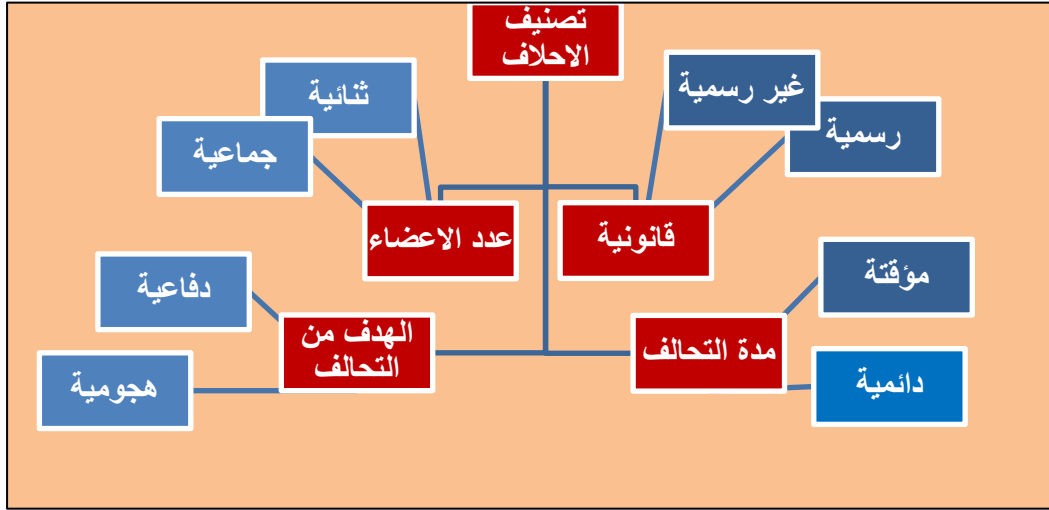 تصنيف
الاحلاف
غير رسمية
رسمية
ثنائية
جماعية
قانونية
عدد الاعضاء
مؤقتة
دفاعية
مدة التحالف
الهدف من
التحالف
دائمية
هجومية